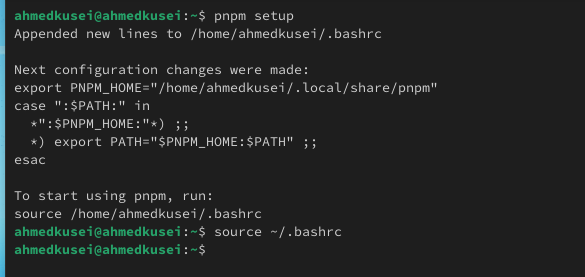 ahmedkusei@ahmedkusei:~$ pnpm setup
Appended new lines to /home/ahmedkusei/.bashrc

Next configuration changes were made:
export PNPM_HOME="/home/ahmedkusei/.local/share/pnpm"
case ":$PATH:" in
  *":$PNPM_HOME:"*) ;;
  *) export PATH="$PNPM_HOME:$PATH" ;;
esac

To start using pnpm, run:
source /home/ahmedkusei/.bashrc
ahmedkusei@ahmedkusei:~$ source ~/.bashrc
ahmedkusei@ahmedkusei:~$